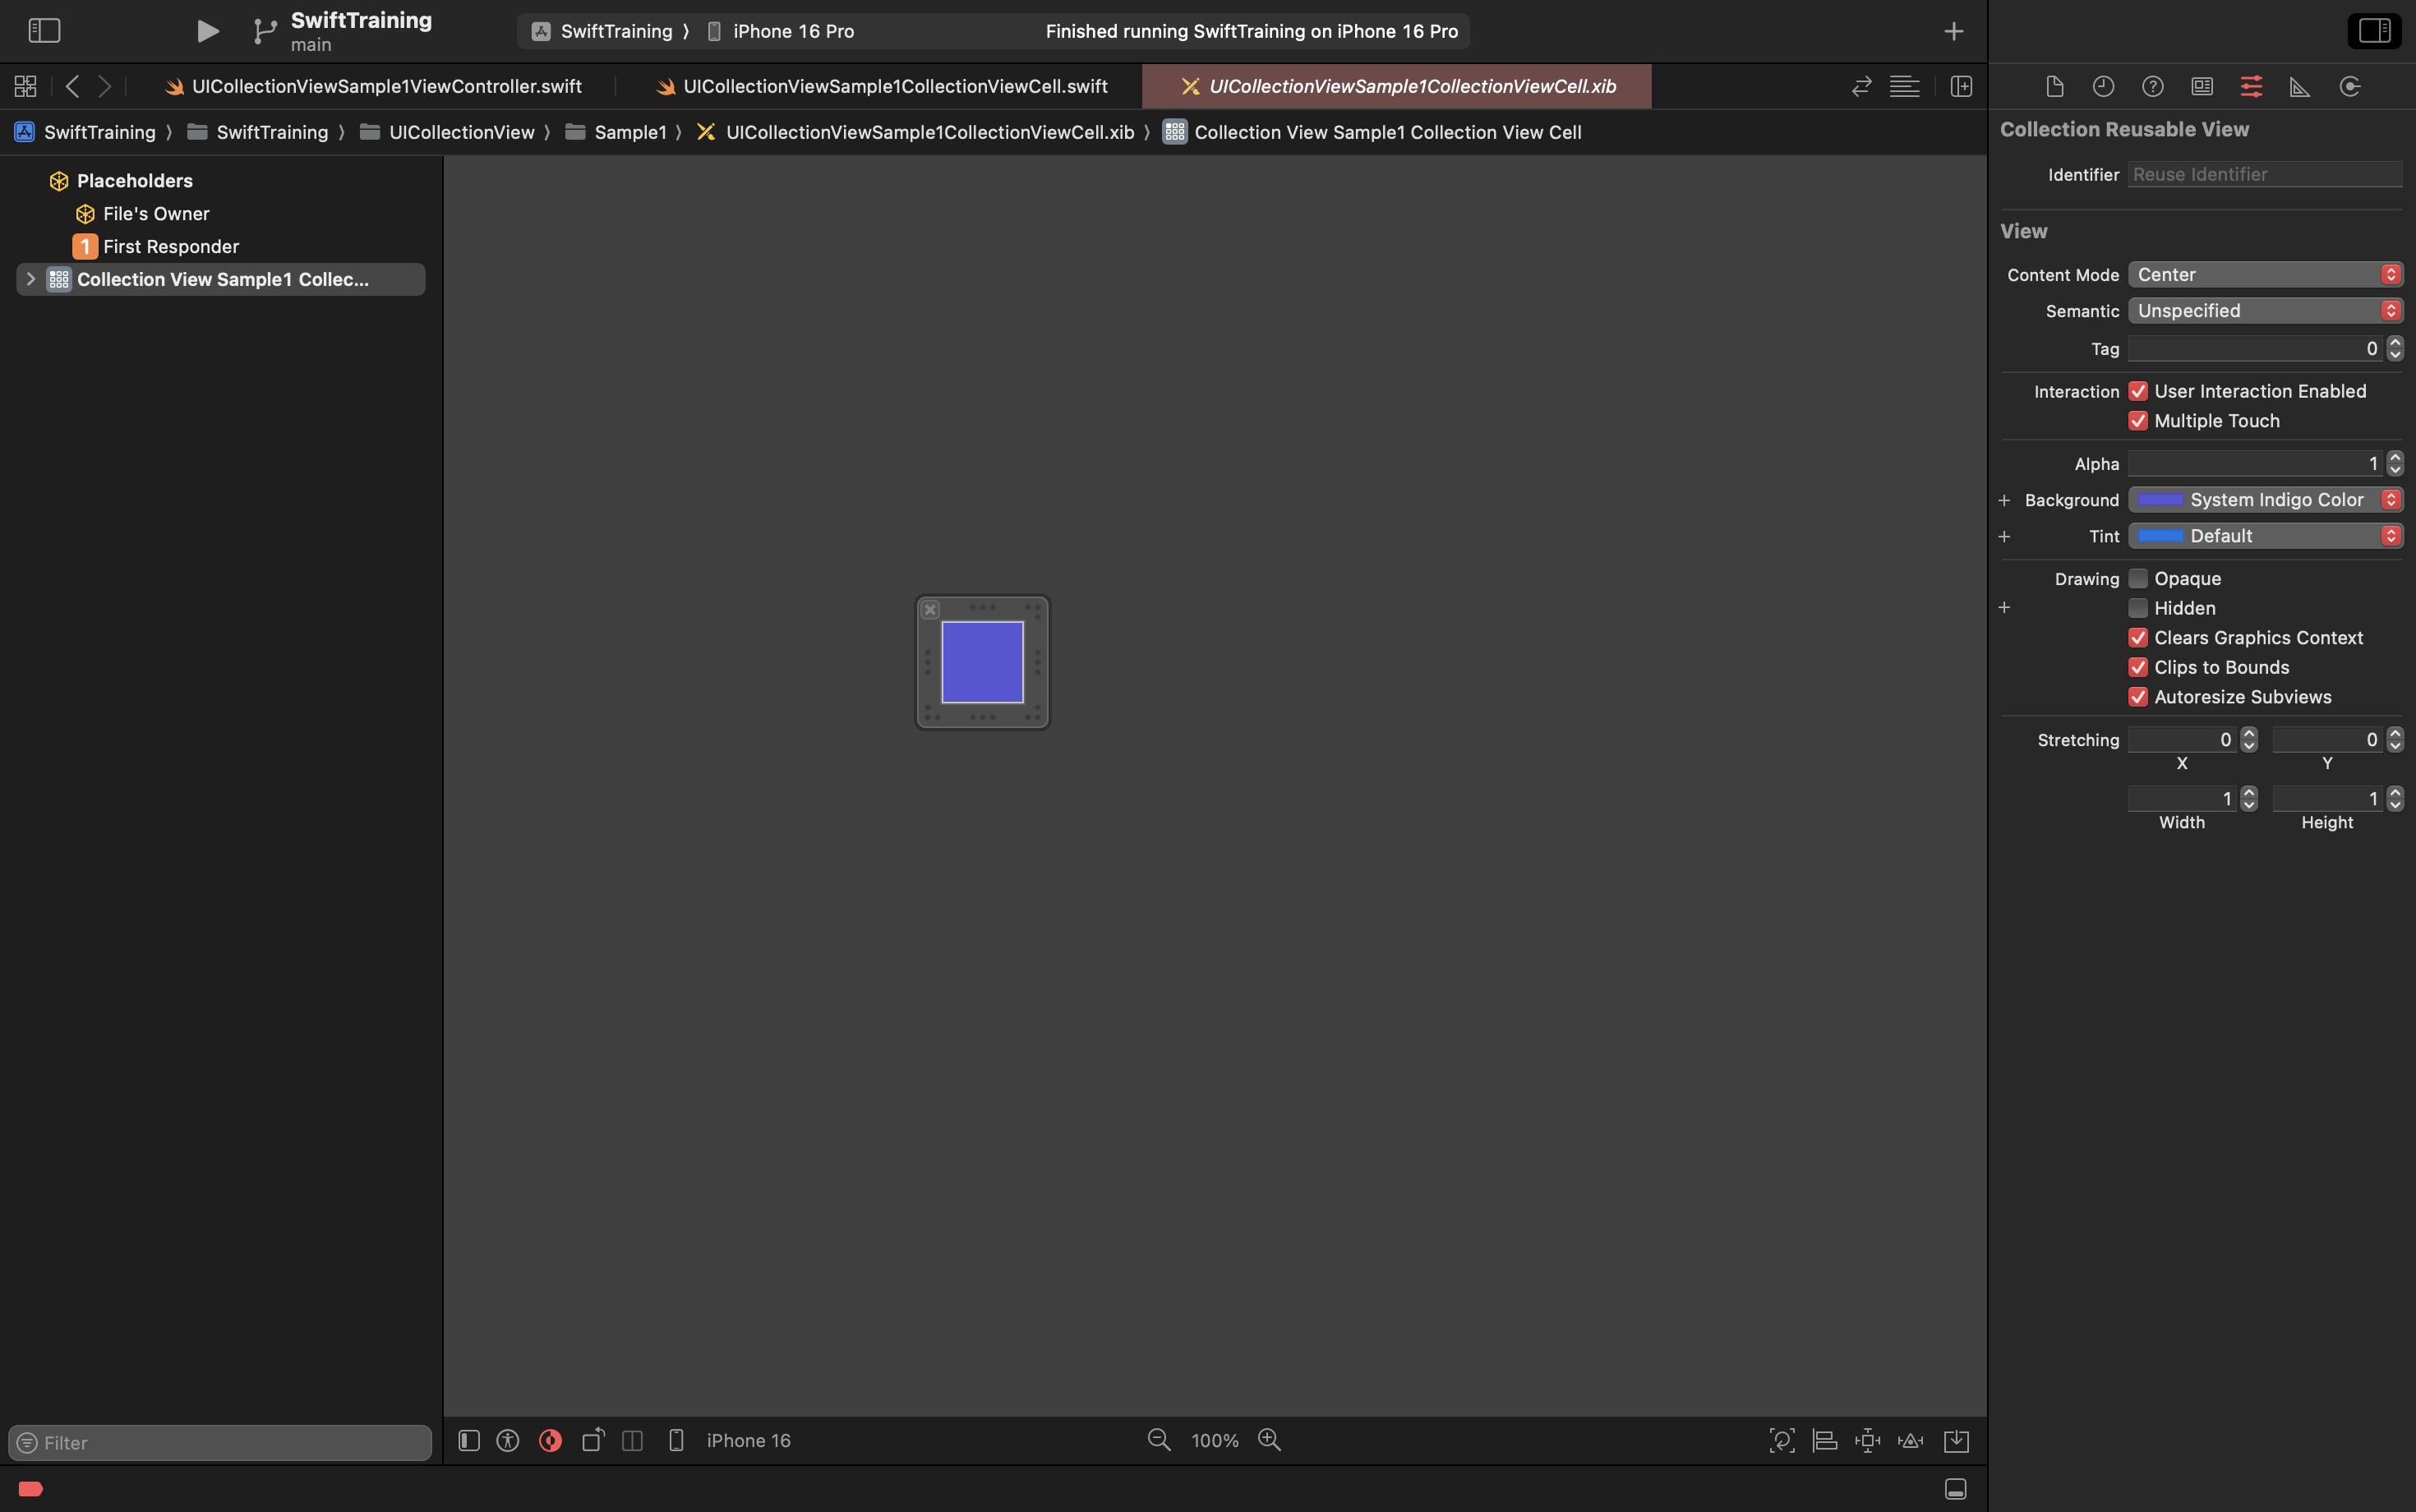 SwiftTraining
main
SwiftTraining 〉 iPhone 16 Pro
Finished running SwiftTraining on iPhone 16 Pro
UICollectionViewSample1ViewController.swift
UICollectionViewSample1CollectionViewCell.swift
UICollectionViewSample1CollectionViewCell.xib
SwiftTraining 〉 SwiftTraining 〉 UICollectionView 〉 Sample1 〉 UICollectionViewSample1CollectionViewCell.xib 〉 Collection View Sample1 Collection View Cell
Placeholders
File's Owner
1 First Responder
Collection View Sample1 Collec...
Filter
iPhone 16
100%
Collection Reusable View
Identifier Reuse Identifier
View
Content Mode Center
Semantic Unspecified
Tag 0
Interaction User Interaction Enabled
Multiple Touch
Alpha 1
+ Background System Indigo Color
+ Tint Default
Drawing Opaque
+ Hidden
Clears Graphics Context
Clips to Bounds
Autoresize Subviews
Stretching 0 0
X Y
1 1
Width Height